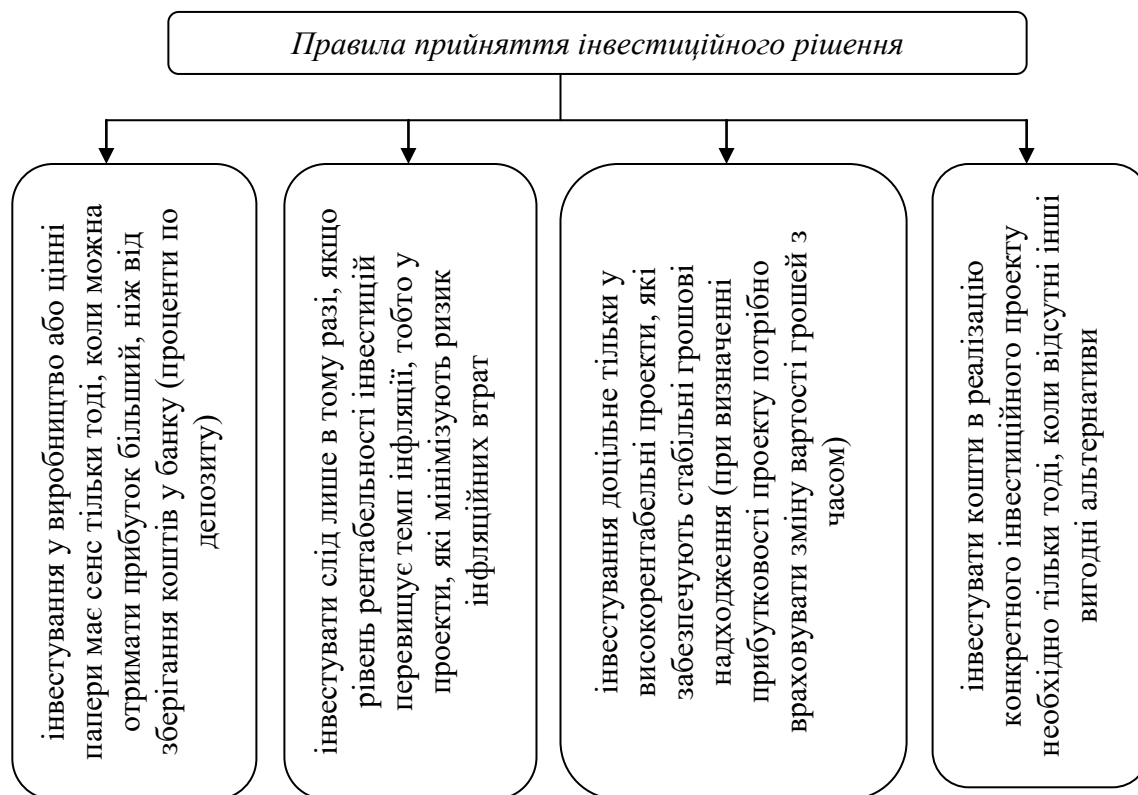 Правила прийняття інвестиційного рішення
інвестування у виробництво або цінні
папери має сенс тільки тоді, коли можна
отримати прибуток більший, ніж від
зберігання коштів у банку (проценти по
депозиту)
інвестувати слід лише в тому разі, якщо
рівень рентабельності інвестицій
перевищує темп інфляції, тобто у
проекти, які мінімізують ризик
інфляційних втрат
інвестування доцільне тільки у
високорентабельні проекти, які
забезпечують стабільні грошові
надходження (при визначенні
прибутковості проекту потрібно
враховувати зміну вартості грошей з
часом)
інвестувати кошти в реалізацію
конкретного інвестиційного проекту
необхідно тільки тоді, коли відсутні інші
вигодні альтернативи